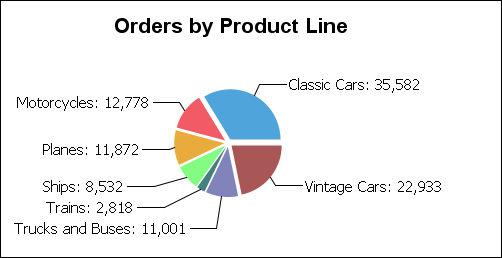 Orders by Product Line
Classic Cars: 35,582
Motorcycles: 12,778
Planes: 11,872
Ships: 8,532
Vintage Cars: 22,933
Trains: 2,818
Trucks and Buses: 11,001